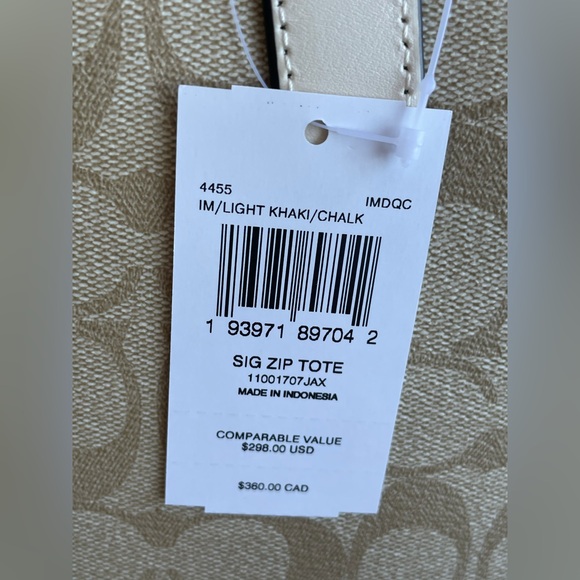 4455 IMDQC
IM/LIGHT KHAKI/CHALK
1 93971 89704 2
SIG ZIP TOTE
11001707JAX
MADE IN INDONESIA
COMPARABLE VALUE
$298.00 USD
$360.00 CAD